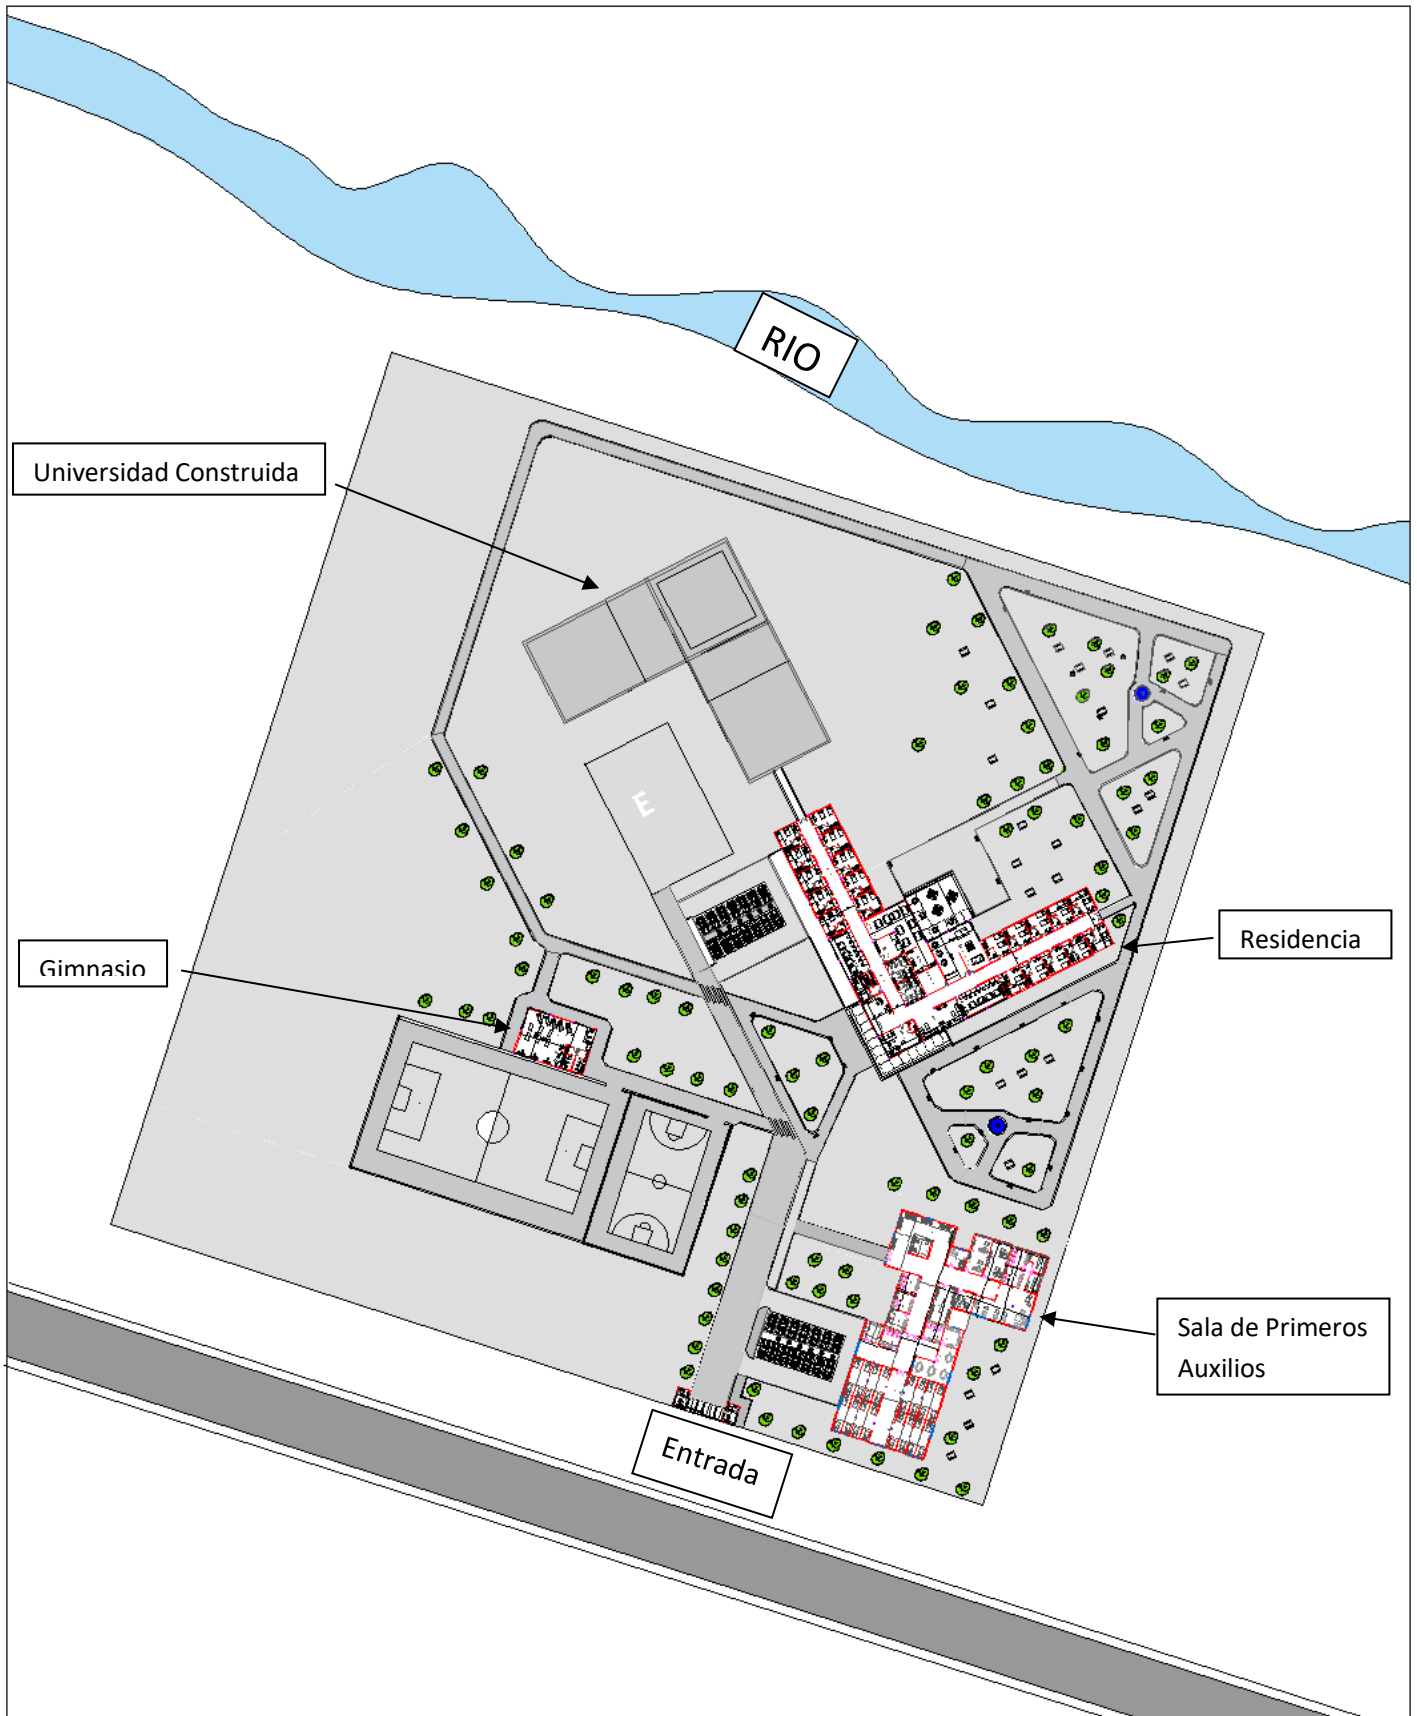 RIO
Universidad Construida
E
Residencia
Gimnasio
Sala de Primeros
Auxilios
Entrada